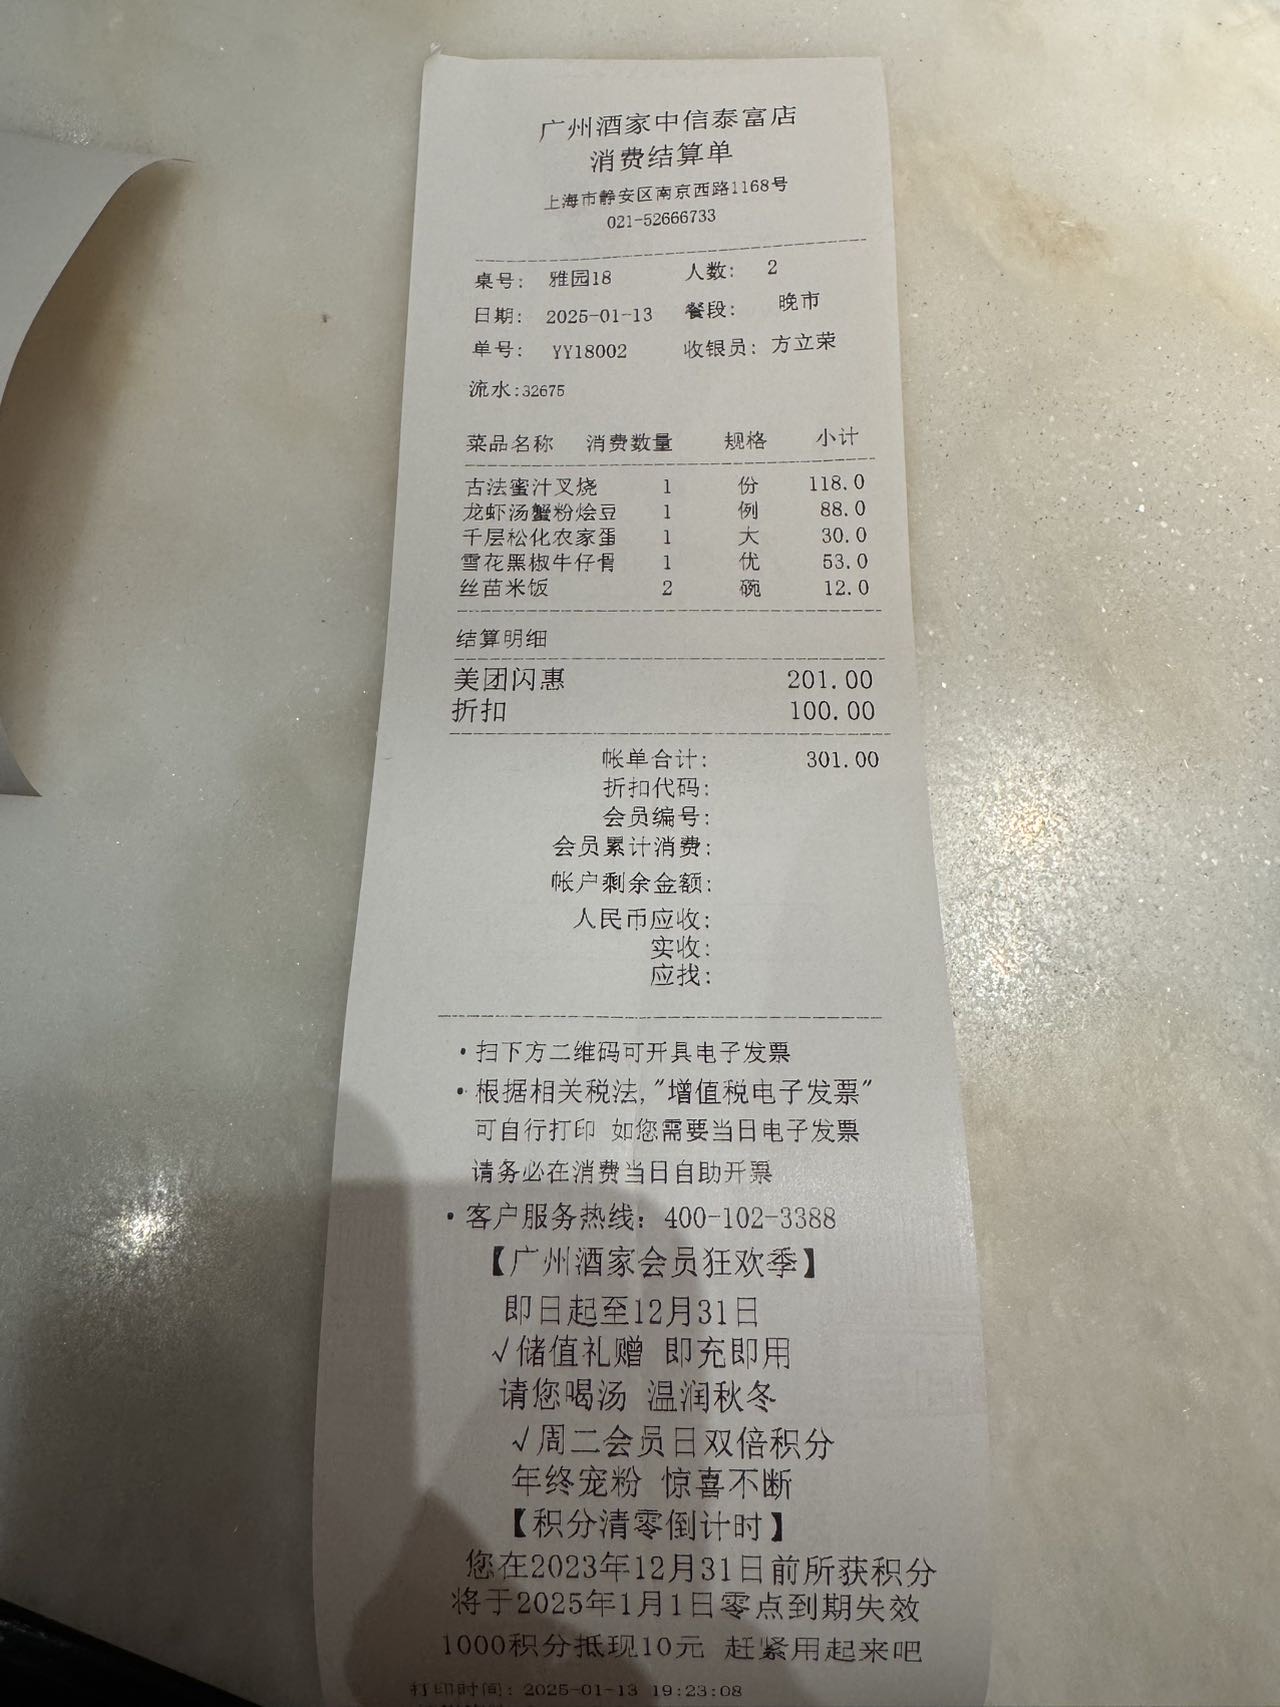 广州酒家中信泰富店
消费结算单
上海市静安区南京西路1168号
021-52666733
桌号: 雅园18 人数: 2
日期: 2025-01-13 餐段: 晚市
单号: YY18002 收银员: 方立荣
流水:32675
菜品名称 消费数量 规格 小计
古法蜜汁叉烧 1 份 118.0
龙虾汤蟹粉烩豆 1 例 88.0
千层松化农家蛋 1 大 30.0
雪花黑椒牛仔骨 1 优 53.0
丝苗米饭 2 碗 12.0
结算明细
美团闪惠 201.00
折扣 100.00
帐单合计: 301.00
折扣代码:
会员编号:
会员累计消费:
帐户剩余金额:
人民币应收:
实收:
应找:
·扫下方二维码可开具电子发票
·根据相关税法,"增值税电子发票"
可自行打印 如您需要当日电子发票
请务必在消费当日自助开票
·客户服务热线: 400-102-3388
【广州酒家会员狂欢季】
即日起至12月31日
√储值礼赠 即充即用
请您喝汤 温润秋冬
√周二会员日双倍积分
年终宠粉 惊喜不断
【积分清零倒计时】
您在2023年12月31日前所获积分
将于2025年1月1日零点到期失效
1000积分抵现10元 赶紧用起来吧
打印时间: 2025-01-13 19:23:08